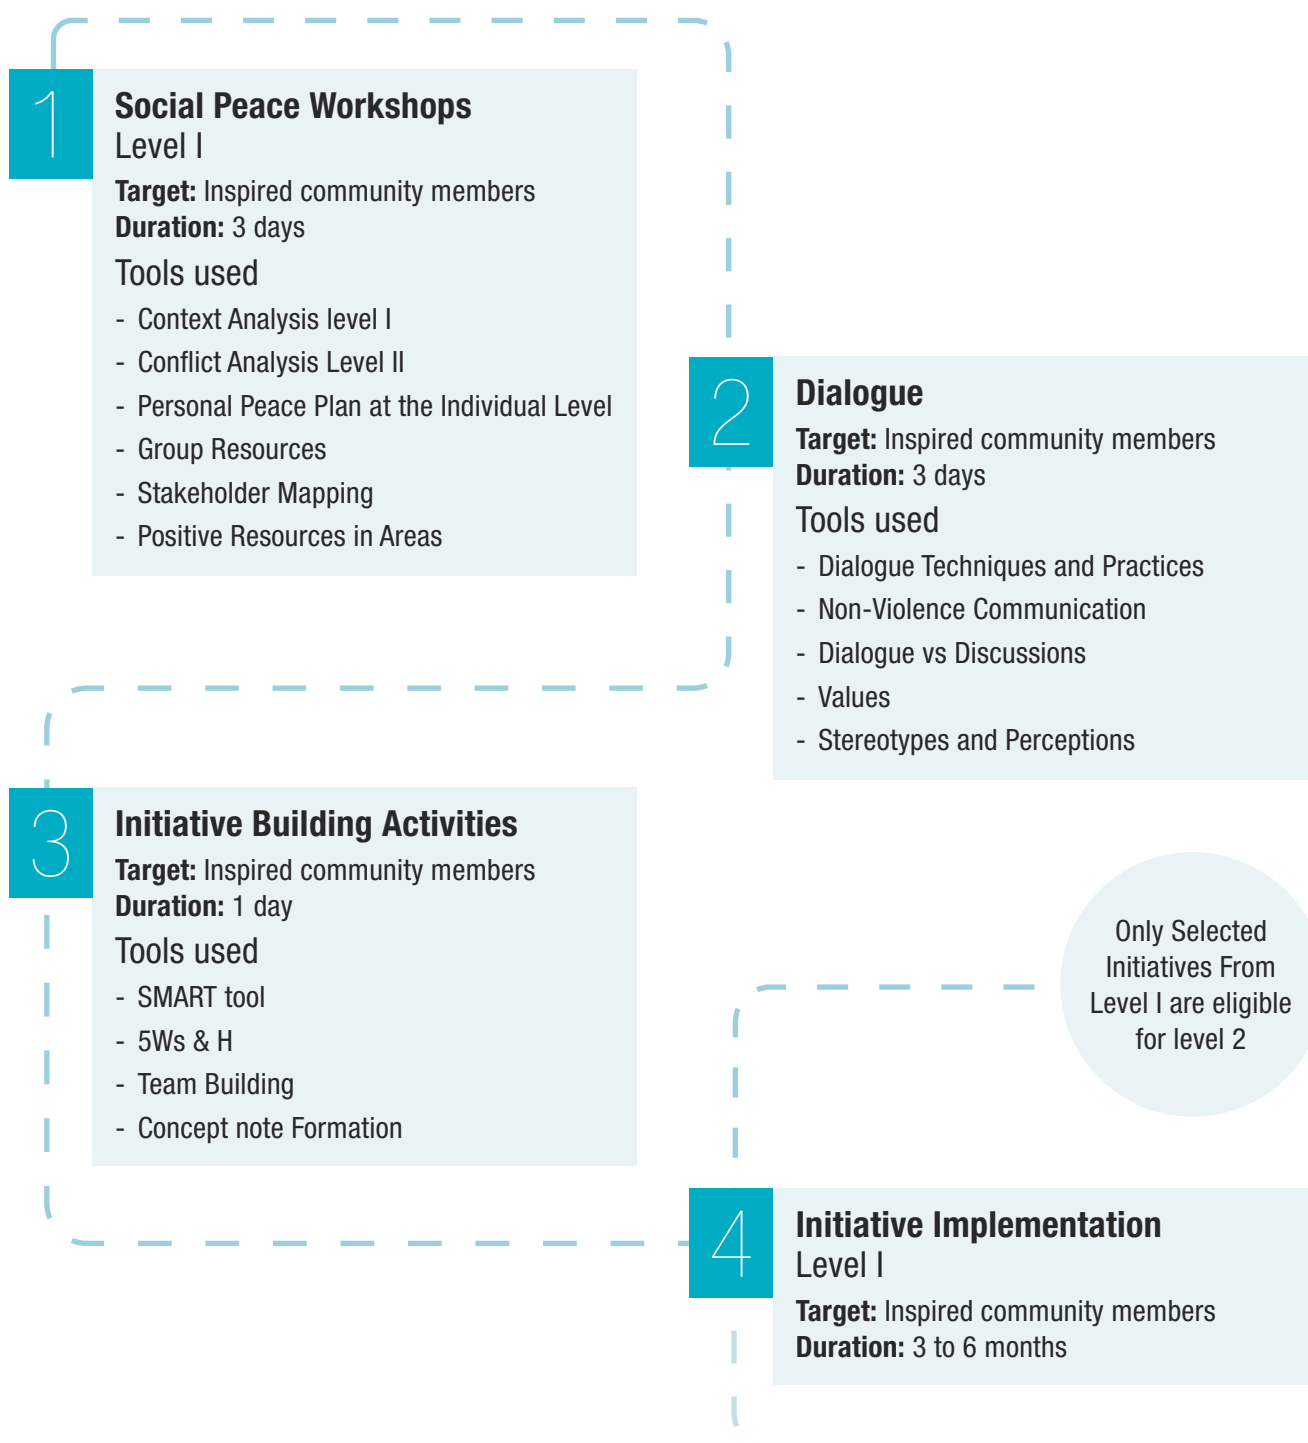 1
Social Peace Workshops
Level I
Target: Inspired community members
Duration: 3 days
Tools used
- Context Analysis level I
- Conflict Analysis Level II
- Personal Peace Plan at the Individual Level
- Group Resources
- Stakeholder Mapping
- Positive Resources in Areas
2
Dialogue
Target: Inspired community members
Duration: 3 days
Tools used
- Dialogue Techniques and Practices
- Non-Violence Communication
- Dialogue vs Discussions
- Values
- Stereotypes and Perceptions
3
Initiative Building Activities
Target: Inspired community members
Duration: 1 day
Tools used
- SMART tool
- 5Ws & H
- Team Building
- Concept note Formation
Only Selected
Initiatives From
Level I are eligible
for level 2
4
Initiative Implementation
Level I
Target: Inspired community members
Duration: 3 to 6 months